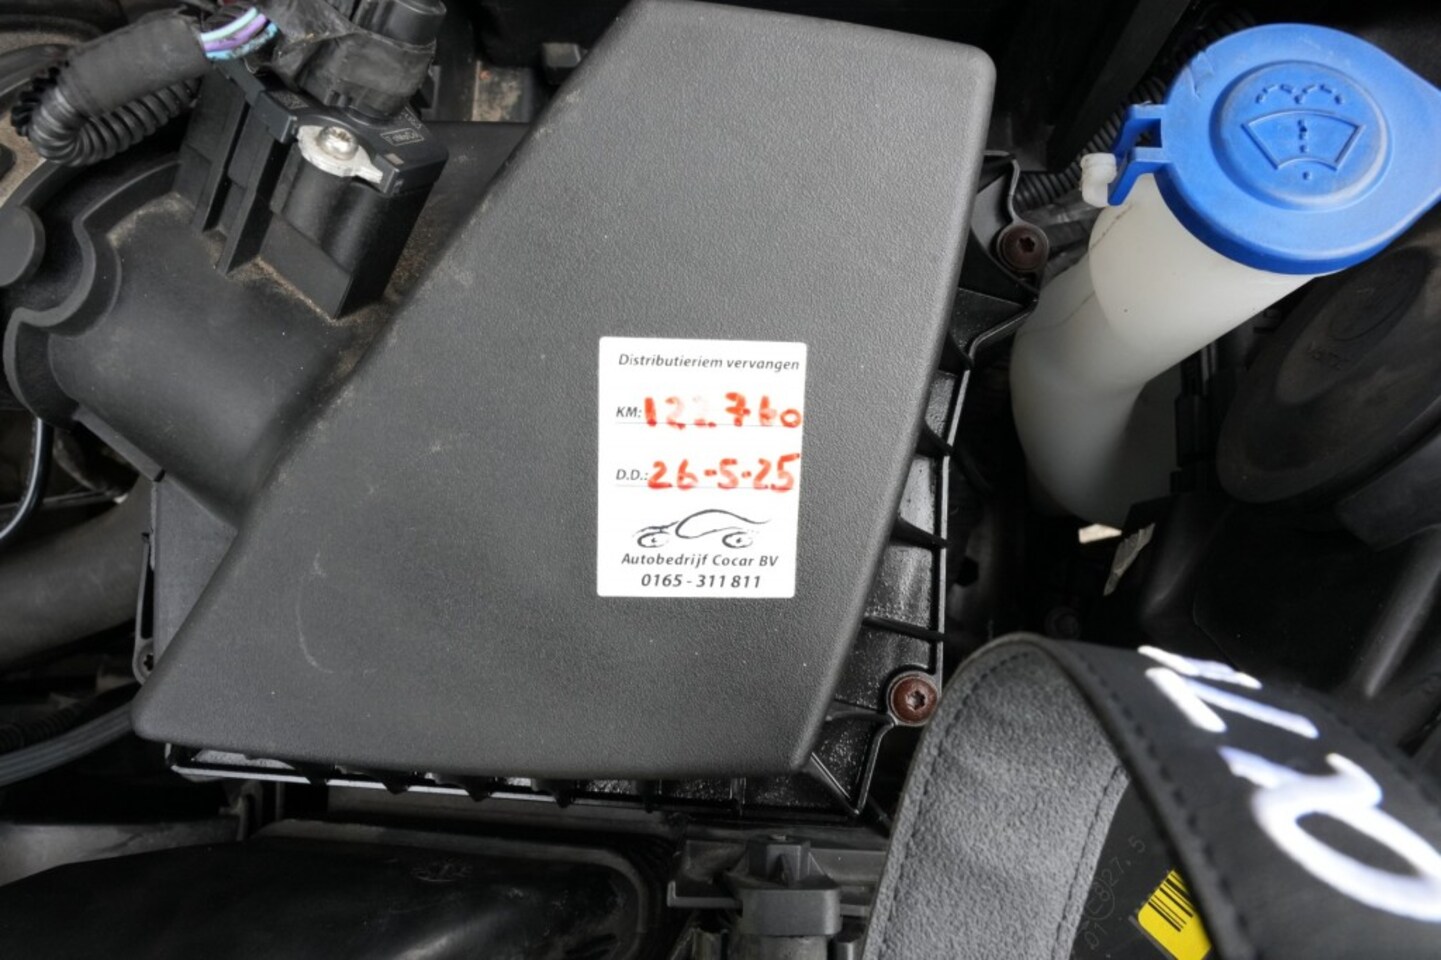 Distributieriem vervangen
KM: 122.760
D.D.: 26-5-25
Autobedrijf Cocar BV
0165 - 311 811